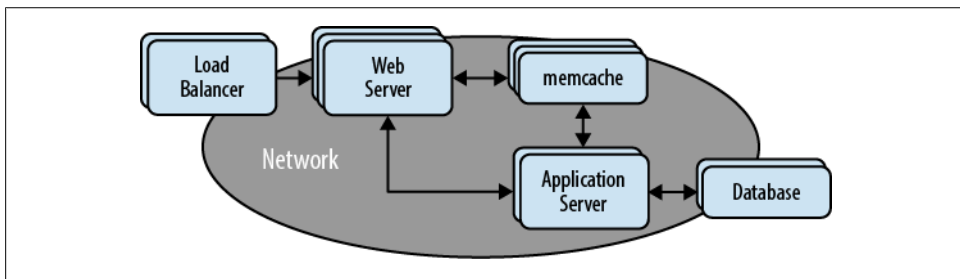 Load
Balancer
Web
Server
memcache
Network
Application
Server
Database